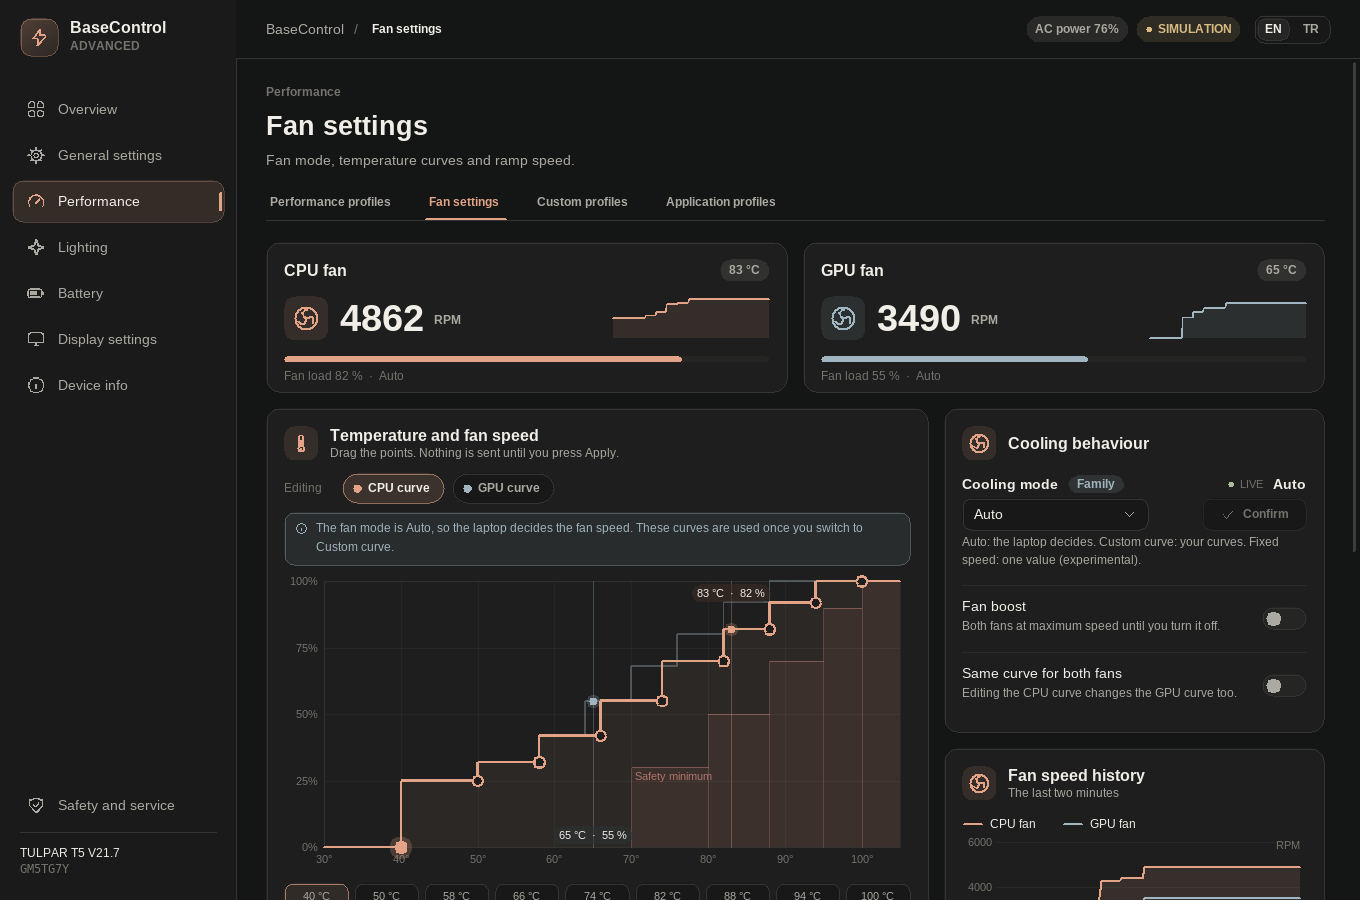 BaseControl
ADVANCED
Overview
General settings
Performance
Lighting
Battery
Display settings
Device info
Safety and service
TULPAR T5 V21.7
GM5TG7Y
BaseControl / Fan settings
AC power 76%
SIMULATION
EN TR
Performance
Fan settings
Fan mode, temperature curves and ramp speed.
Performance profiles
Fan settings
Custom profiles
Application profiles
CPU fan
83 °C
4862 RPM
Fan load 82 % · Auto
GPU fan
65 °C
3490 RPM
Fan load 55 % · Auto
Temperature and fan speed
Drag the points. Nothing is sent until you press Apply.
Editing
CPU curve
GPU curve
The fan mode is Auto, so the laptop decides the fan speed. These curves are used once you switch to
Custom curve.
100%
75%
50%
25%
0%
83 °C · 82 %
Safety minimum
65 °C · 55 %
30° 40° 50° 60° 70° 80° 90° 100°
40 °C 50 °C 58 °C 66 °C 74 °C 82 °C 88 °C 94 °C 100 °C
Cooling behaviour
Cooling mode
Family
LIVE Auto
Auto
Confirm
Auto: the laptop decides. Custom curve: your curves. Fixed
speed: one value (experimental).
Fan boost
Both fans at maximum speed until you turn it off.
Same curve for both fans
Editing the CPU curve changes the GPU curve too.
Fan speed history
The last two minutes
CPU fan
GPU fan
6000
RPM
4000